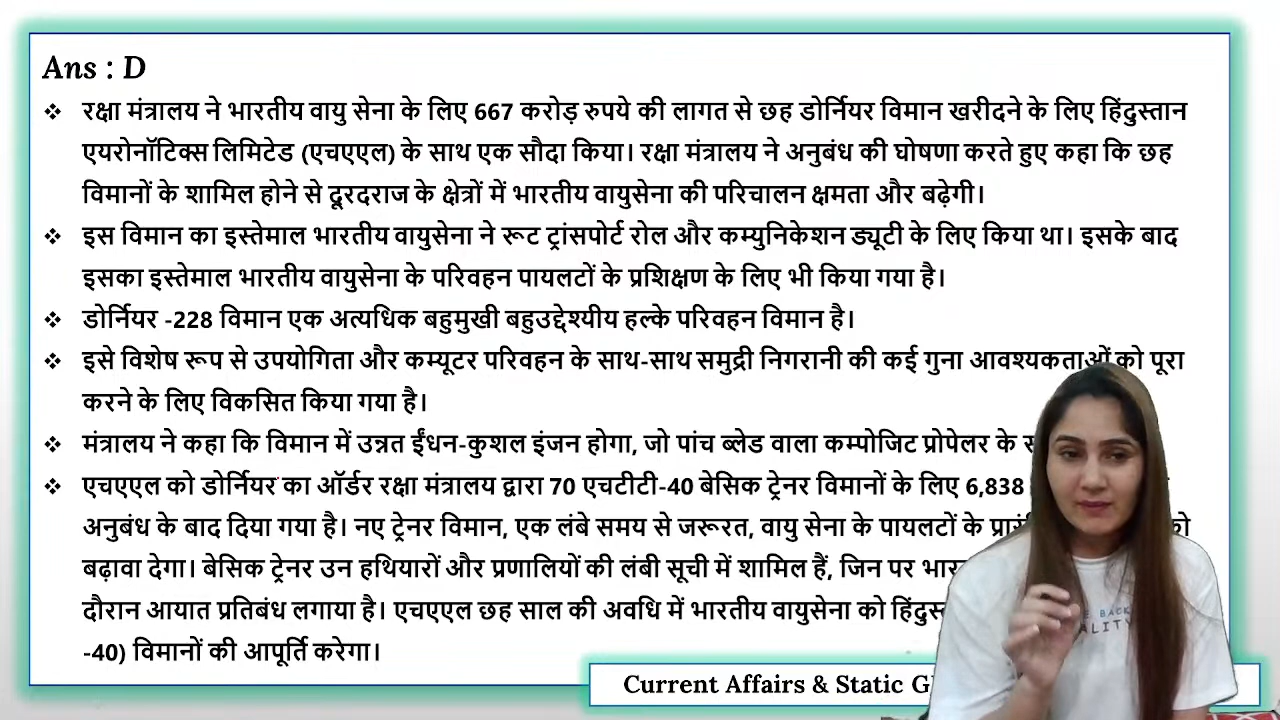 Ans : D
❖ रक्षा मंत्रालय ने भारतीय वायु सेना के लिए 667 करोड़ रुपये की लागत से छह डोर्नियर विमान खरीदने के लिए हिंदुस्तान
एयरोनॉटिक्स लिमिटेड (एचएएल) के साथ एक सौदा किया। रक्षा मंत्रालय ने अनुबंध की घोषणा करते हुए कहा कि छह
विमानों के शामिल होने से दूरदराज के क्षेत्रों में भारतीय वायुसेना की परिचालन क्षमता और बढ़ेगी।
❖ इस विमान का इस्तेमाल भारतीय वायुसेना ने रूट ट्रांसपोर्ट रोल और कम्युनिकेशन ड्यूटी के लिए किया था। इसके बाद
इसका इस्तेमाल भारतीय वायुसेना के परिवहन पायलटों के प्रशिक्षण के लिए भी किया गया है।
❖ डोर्नियर -228 विमान एक अत्यधिक बहुमुखी बहुउद्देश्यीय हल्के परिवहन विमान है।
❖ इसे विशेष रूप से उपयोगिता और कम्यूटर परिवहन के साथ-साथ समुद्री निगरानी की कई गुना आवश्यकताओं को पूरा
करने के लिए विकसित किया गया है।
❖ मंत्रालय ने कहा कि विमान में उन्नत ईंधन-कुशल इंजन होगा, जो पांच ब्लेड वाला कम्पोजिट प्रोपेलर के
❖ एचएएल को डोर्नियर का ऑर्डर रक्षा मंत्रालय द्वारा 70 एचटीटी-40 बेसिक ट्रेनर विमानों के लिए 6,838
अनुबंध के बाद दिया गया है। नए ट्रेनर विमान, एक लंबे समय से जरूरत, वायु सेना के पायलटों के को
बढ़ावा देगा। बेसिक ट्रेनर उन हथियारों और प्रणालियों की लंबी सूची में शामिल हैं, जिन पर
दौरान आयात प्रतिबंध लगाया है। एचएएल छह साल की अवधि में भारतीय वायुसेना को
-40) विमानों की आपूर्ति करेगा।
Current Affairs & Static